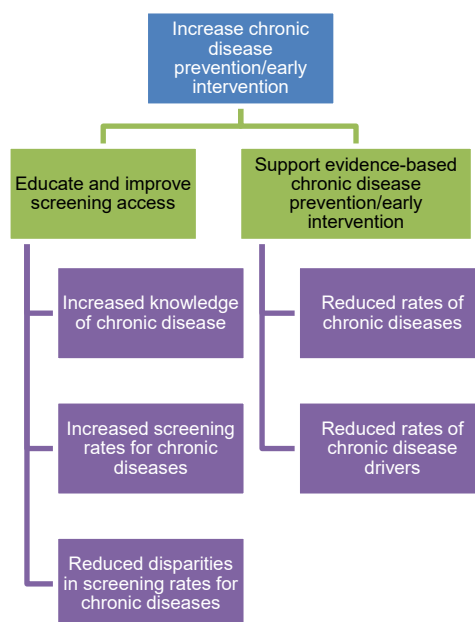 Increase chronic
disease
prevention/early
intervention
Educate and improve
screening access
Support evidence-based
chronic disease
prevention/early
intervention
Increased knowledge
of chronic disease
Reduced rates of
chronic diseases
Increased screening
rates for chronic
diseases
Reduced rates of
chronic disease
drivers
Reduced disparities
in screening rates for
chronic diseases